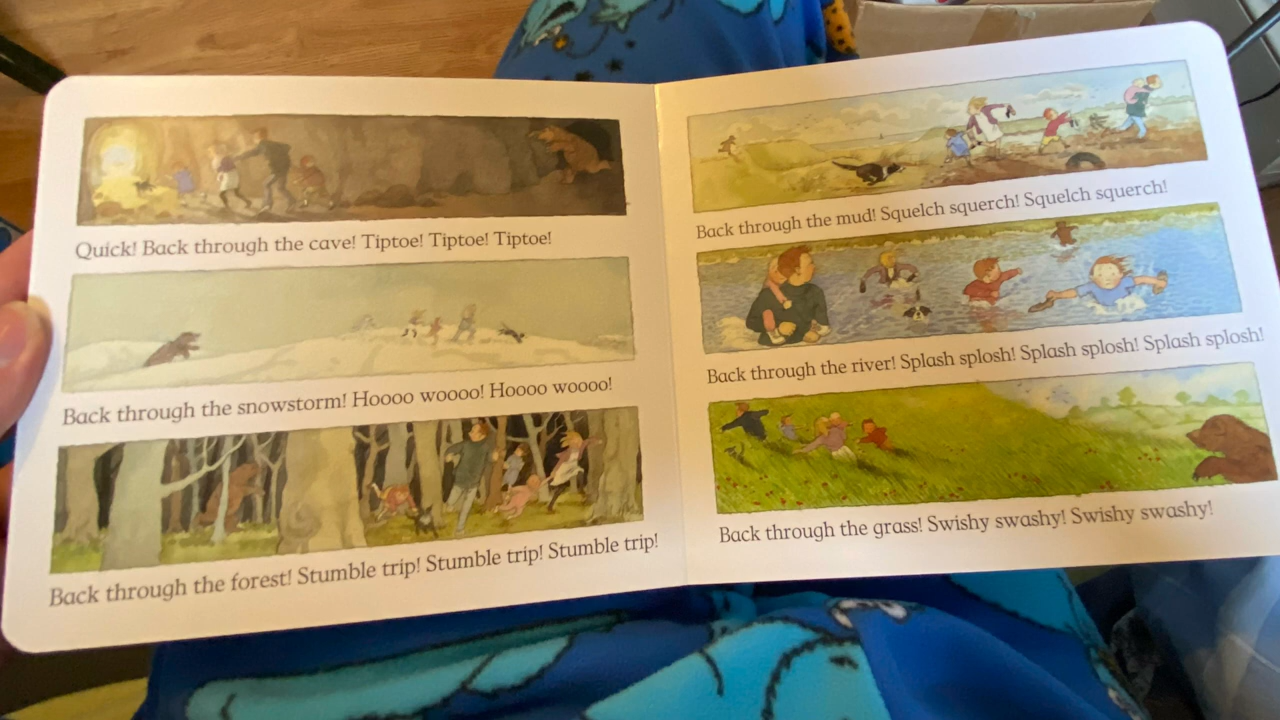 Quick! Back through the cave! Tiptoe! Tiptoe! Tiptoe!
Back through the snowstorm! Hoooo woooo! Hoooo woooo!
Back through the forest! Stumble trip! Stumble trip! Stumble trip!
Back through the mud! Squelch squerch! Squelch squerch!
Back through the river! Splash splosh! Splash splosh! Splash splosh!
Back through the grass! Swishy swashy! Swishy swashy!